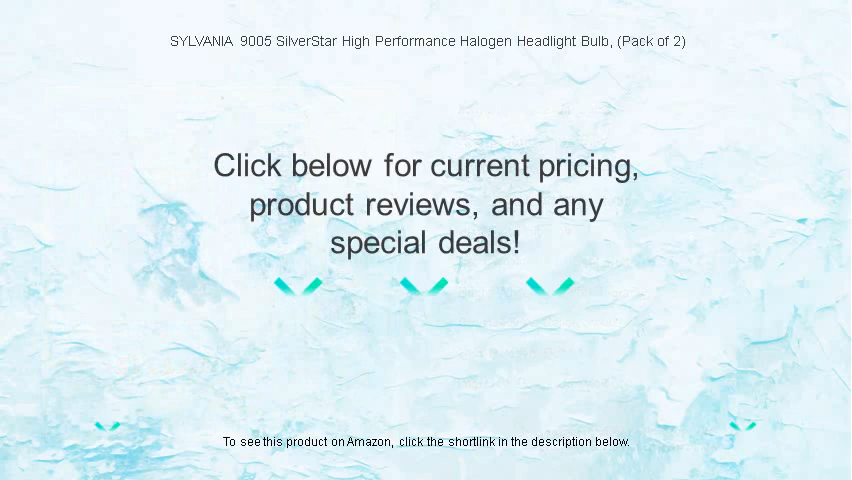 SYLVANIA 9005 SilverStar High Performance Halogen Headlight Bulb, (Pack of 2)
Click below for current pricing,
product reviews, and any
special deals!
To see this product on Amazon, click the shortlink in the description below.